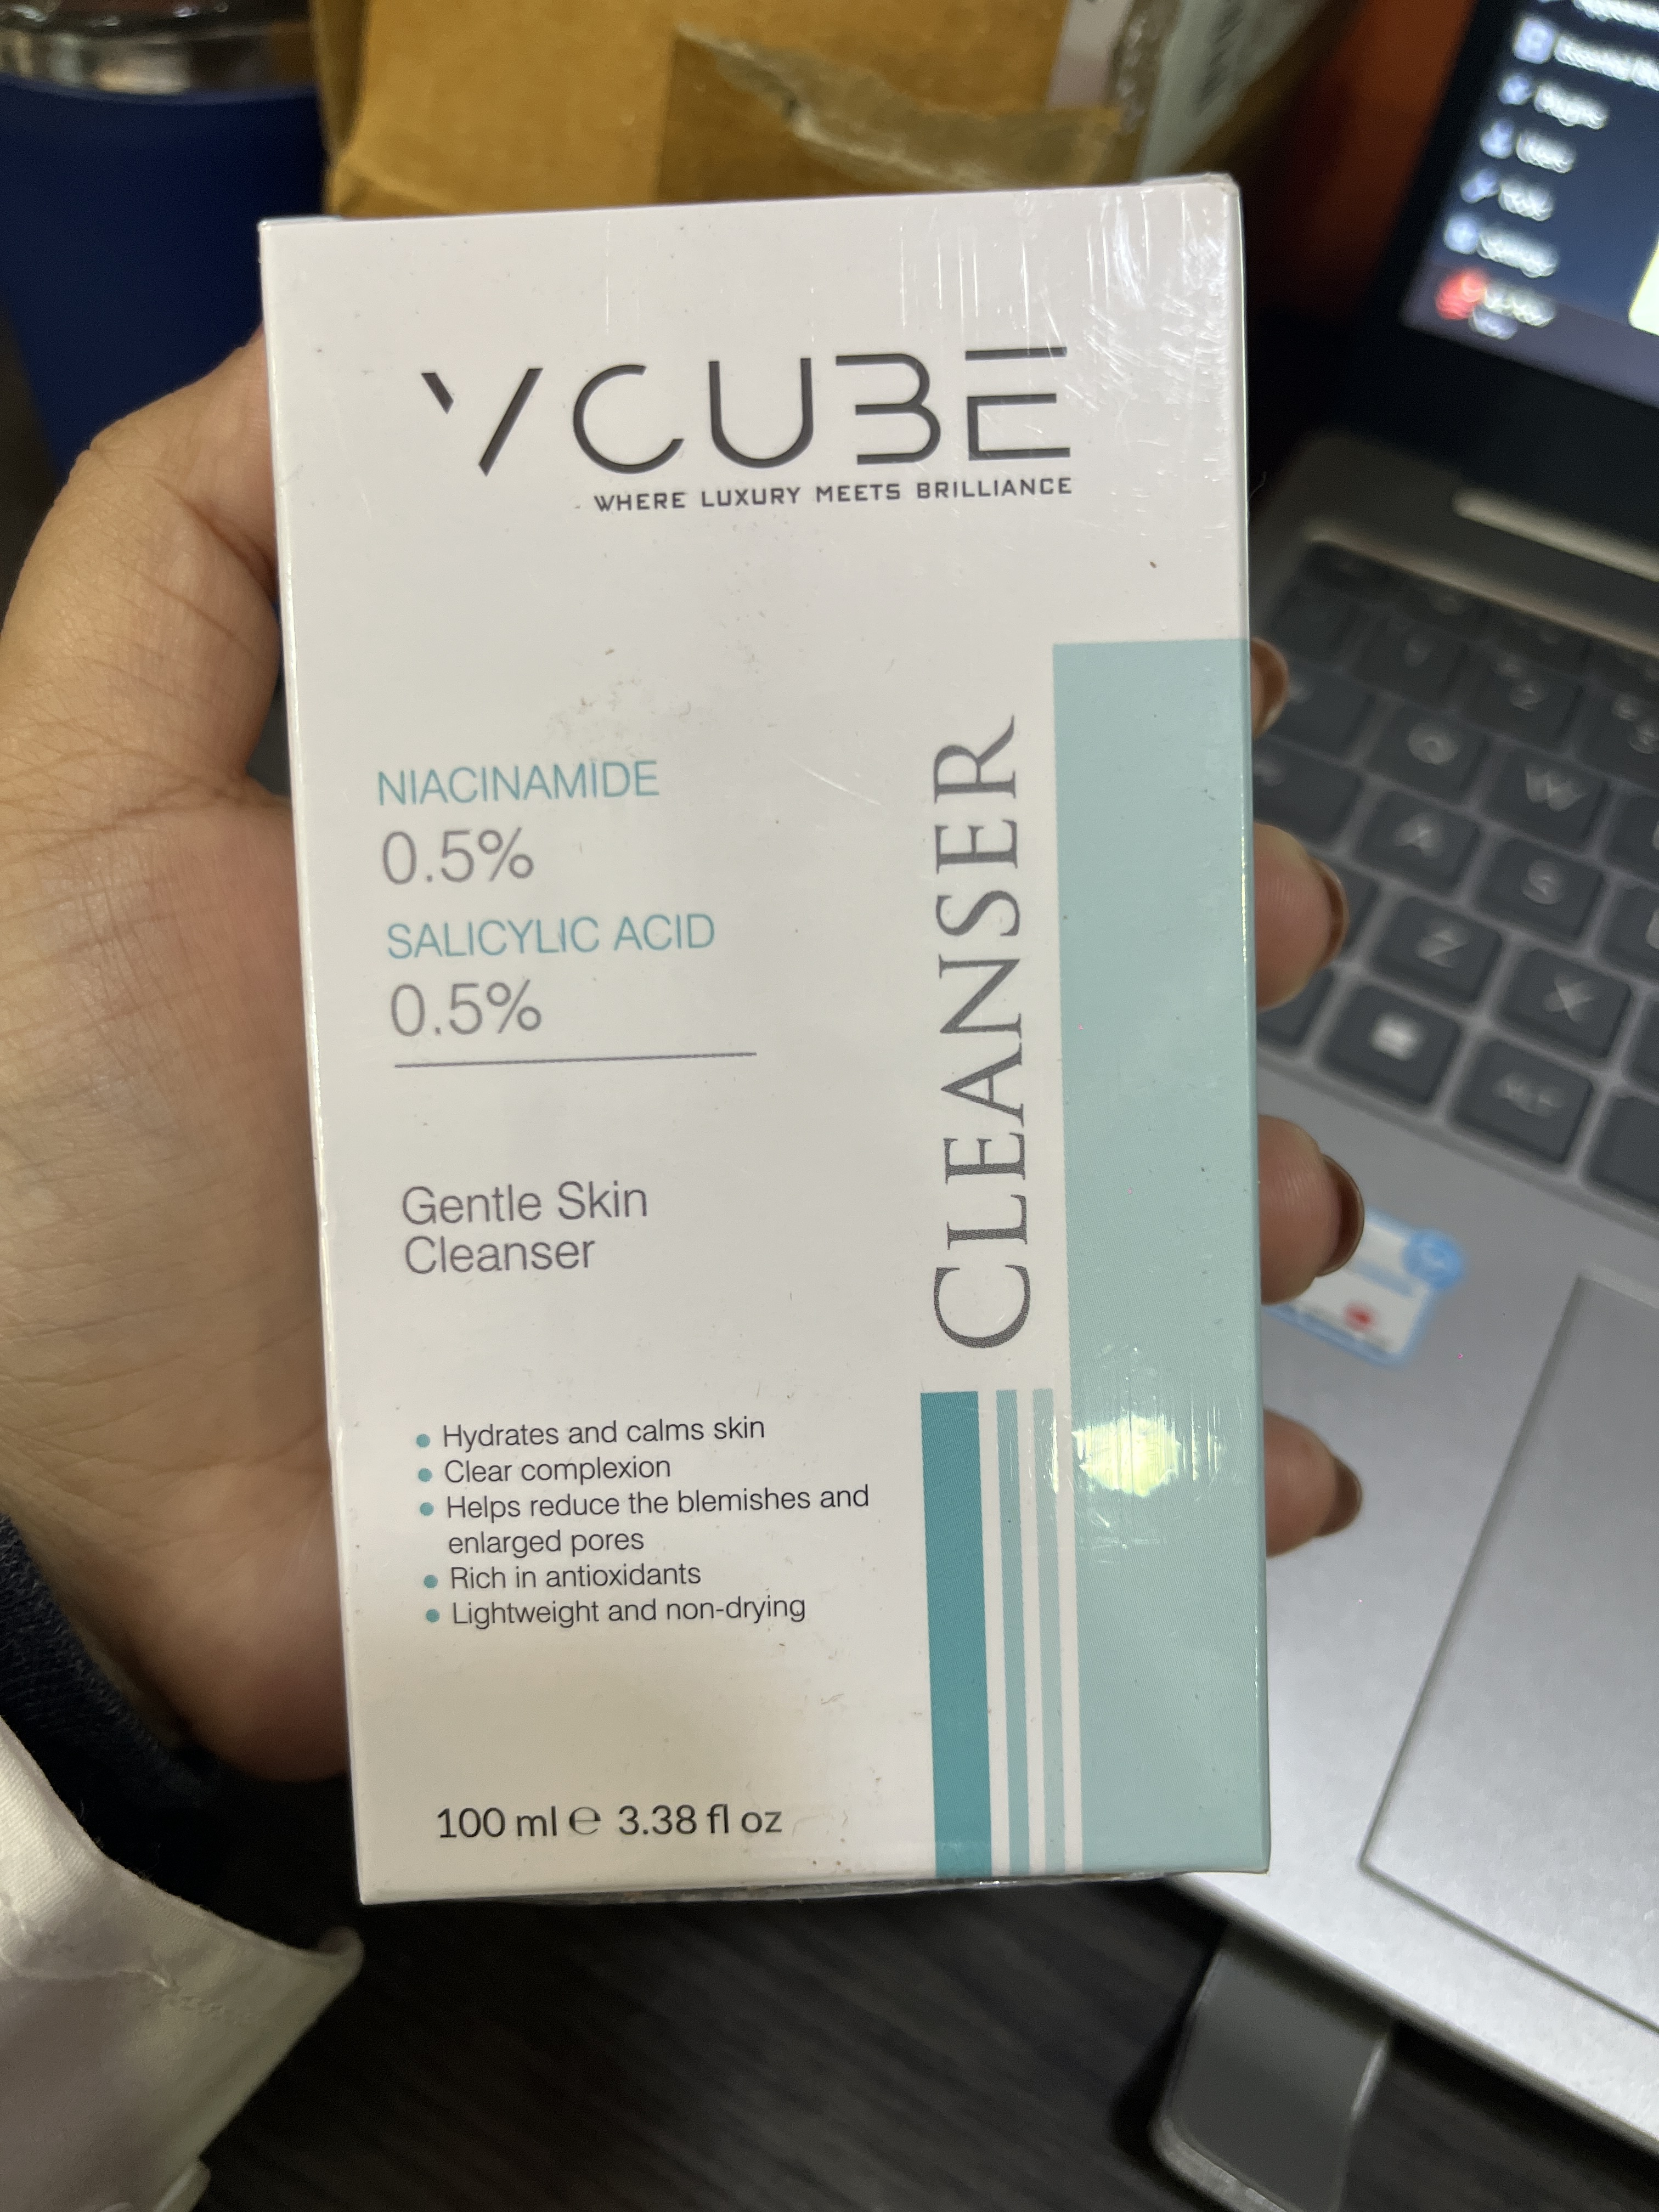 YCUBE
WHERE LUXURY MEETS BRILLIANCE
NIACINAMIDE
0.5%
SALICYLIC ACID
0.5%
CLEANSER
Gentle Skin
Cleanser
Hydrates and calms skin
Clear complexion
Helps reduce the blemishes and
enlarged pores
Rich in antioxidants
Lightweight and non-drying
100 ml ℮ 3.38 fl oz
Q
W
A
S
Z
X
ALT